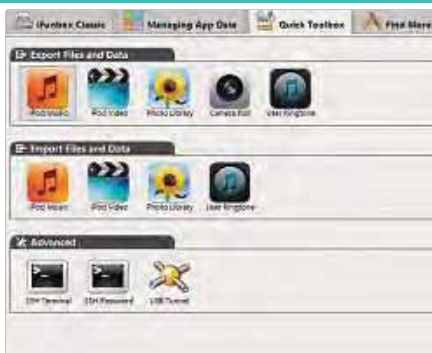 iFunbox Classic Managing App Data Quick Toolbox Find More
Export Files and Data
iPod Music iPod Video Photo Library Camera Roll User Ringtone
Import Files and Data
iPod Music iPod Video Photo Library User Ringtone
Advanced
SSH Terminal SSH Password USB Tunnel